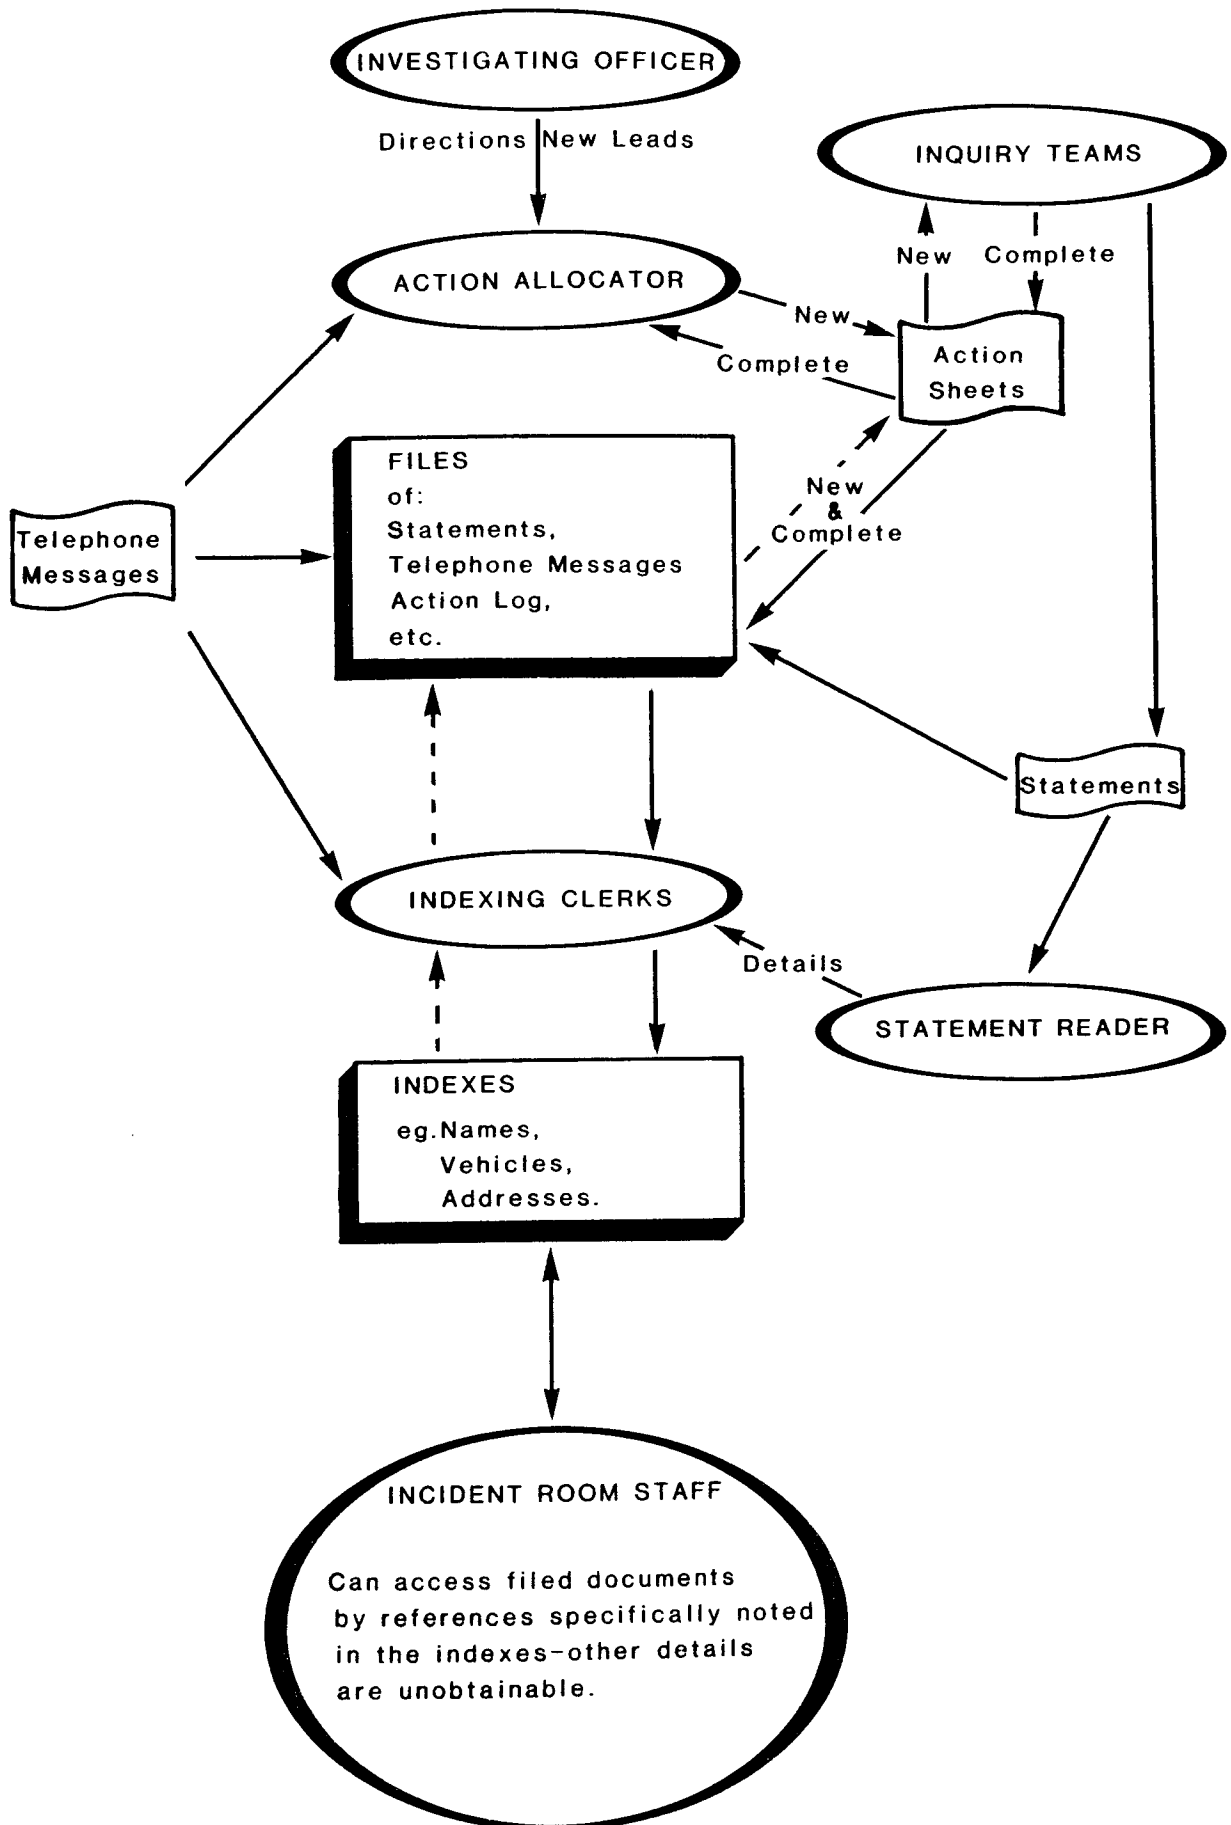 INVESTIGATING OFFICER
Directions New Leads
INQUIRY TEAMS
New Complete
ACTION ALLOCATOR
New
Complete
Action
Sheets
FILES
of:
Statements,
Telephone Messages
Action Log,
etc.
New
&
Complete
Telephone
Messages
Statements
INDEXING CLERKS
Details
STATEMENT READER
INDEXES
eg.Names,
Vehicles,
Addresses.
INCIDENT ROOM STAFF
Can access filed documents
by references specifically noted
in the indexes-other details
are unobtainable.